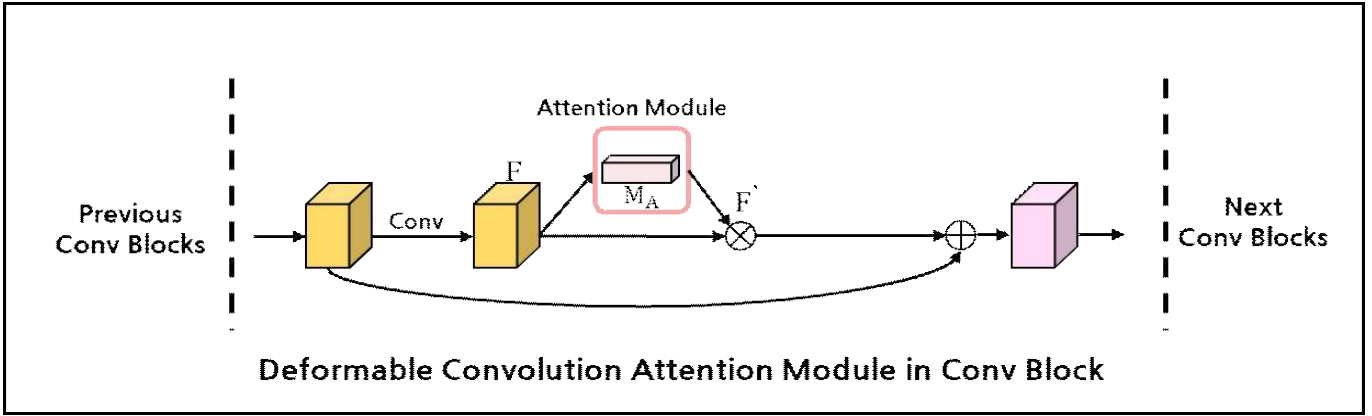 Attention Module
F
M_A
F`
Conv
Previous
Conv Blocks
Next
Conv Blocks
Deformable Convolution Attention Module in Conv Block